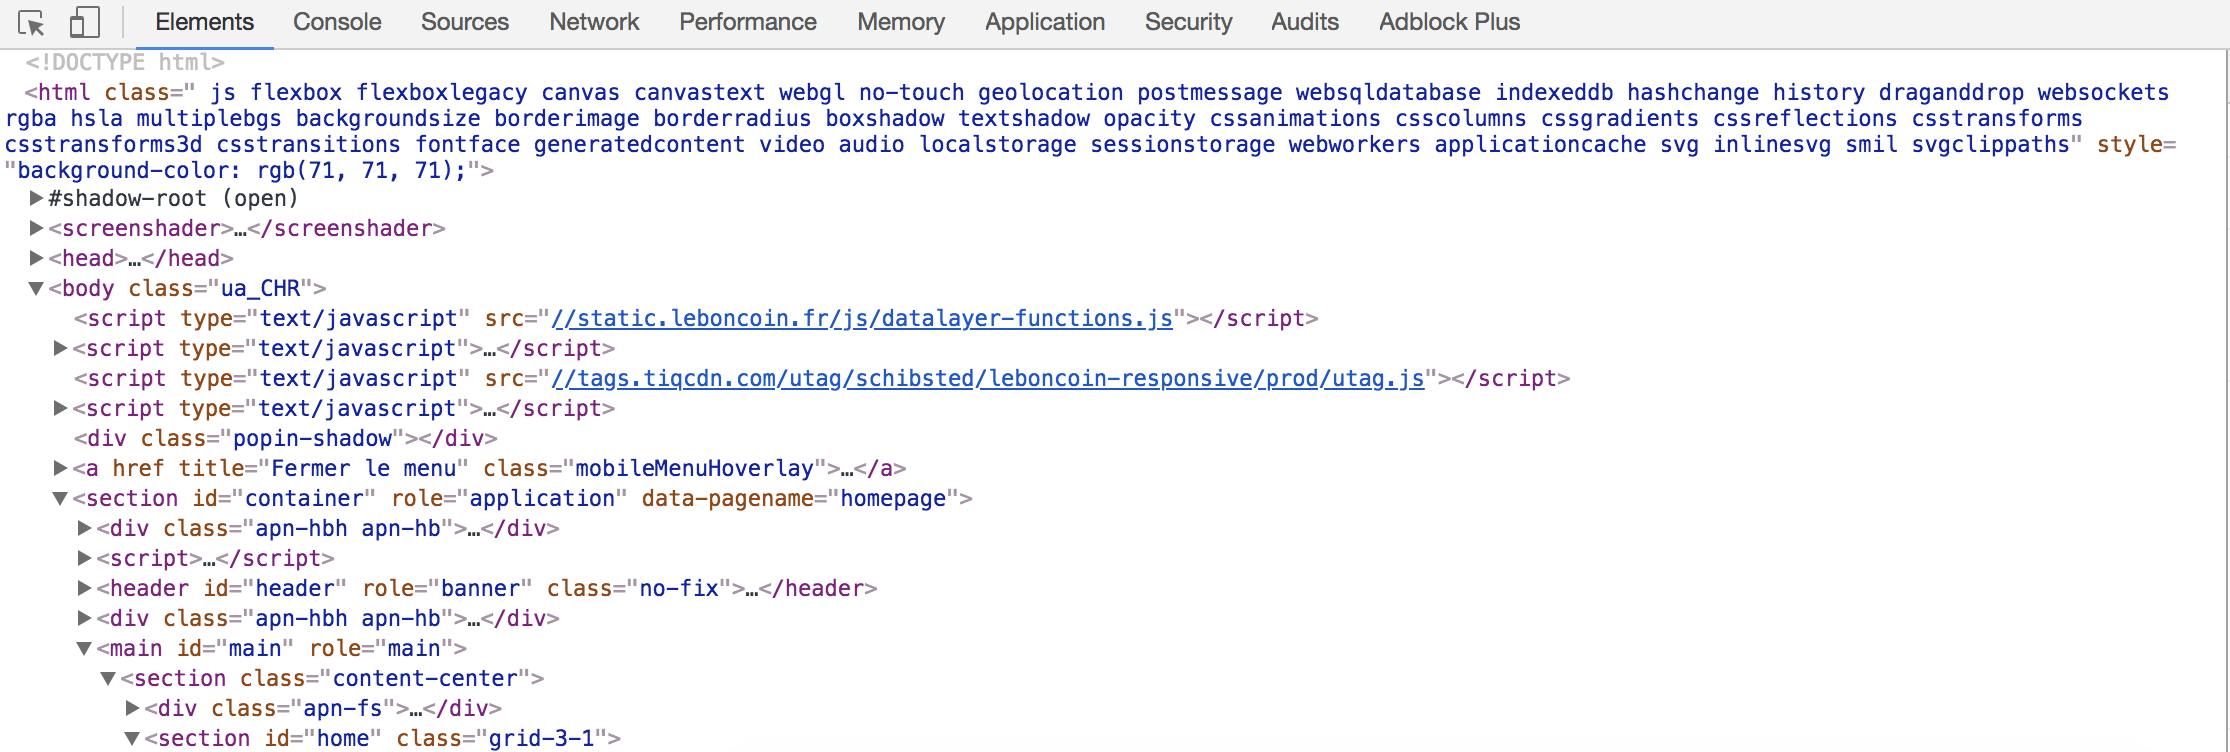 Elements Console Sources Network Performance Memory Application Security Audits Adblock Plus
<!DOCTYPE html>
<html class=" js flexbox flexboxlegacy canvas canvastext webgl no-touch geolocation postmessage websqldatabase indexeddb hashchange history draganddrop websockets
rgba hsla multiplebgs backgroundsize borderimage borderradius boxshadow textshadow opacity cssanimations csscolumns cssgradients cssreflections csstransforms
csstransforms3d csstransitions fontface generatedcontent video audio localstorage sessionstorage webworkers applicationcache svg inlinesvg smil svgclippaths" style=
"background-color: rgb(71, 71, 71);">
▶#shadow-root (open)
▶<screenshader>…</screenshader>
▶<head>…</head>
▼<body class="ua_CHR">
<script type="text/javascript" src="//static.leboncoin.fr/js/datalayer-functions.js"></script>
▶<script type="text/javascript">…</script>
<script type="text/javascript" src="//tags.tiqcdn.com/utag/schibsted/leboncoin-responsive/prod/utag.js"></script>
▶<script type="text/javascript">…</script>
<div class="popin-shadow"></div>
▶<a href title="Fermer le menu" class="mobileMenuHoverlay">…</a>
▼<section id="container" role="application" data-pagename="homepage">
▶<div class="apn-hbh apn-hb">…</div>
▶<script>…</script>
▶<header id="header" role="banner" class="no-fix">…</header>
▶<div class="apn-hbh apn-hb">…</div>
▼<main id="main" role="main">
▼<section class="content-center">
▶<div class="apn-fs">…</div>
▼<section id="home" class="grid-3-1">